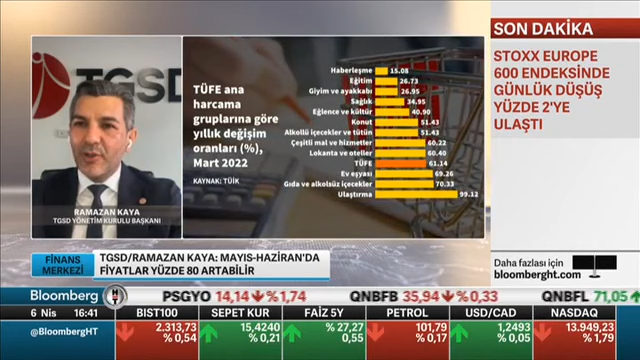 TGSD
TÜFE ana
harcama
gruplarına göre
yıllık değişim
oranları (%),
Mart 2022
KAYNAK: TÜİK
Haberleşme 15.08
Eğitim 26.73
Giyim ve ayakkabı 26.95
Sağlık 34.95
Eğlence ve kültür 40.90
Konut 51.43
Alkollü içecekler ve tütün 51.43
Çeşitli mal ve hizmetler 60.22
Lokanta ve oteller 60.40
TÜFE 61.14
Ev eşyası 69.26
Gıda ve alkolsüz içecekler 70.33
Ulaştırma 99.12
RAMAZAN KAYA
TGSD YÖNETİM KURULU BAŞKANI
SON DAKİKA
STOXX EUROPE
600 ENDEKSİNDE
GÜNLÜK DÜŞÜŞ
YÜZDE 2'YE
ULAŞTI
FİNANS
MERKEZİ
TGSD/RAMAZAN KAYA: MAYIS-HAZİRAN'DA
FİYATLAR YÜZDE 80 ARTABİLİR
Daha fazlası için
bloomberght.com
Bloomberg HT
PSGYO 14,14 %1,74 QNBFB 35,94 %0,33 QNBFL 71,05
6 Nis 16:41
@BloombergHT
BIST100 2.313,73 % 0,54
SEPET KUR 15,4240 % 0,21
FAİZ 5Y % 27,27 0,55
PETROL 101,79 % 0,17
USD/CAD 1,2493 % 0,05
NASDAQ 13.949,23 % 1,79